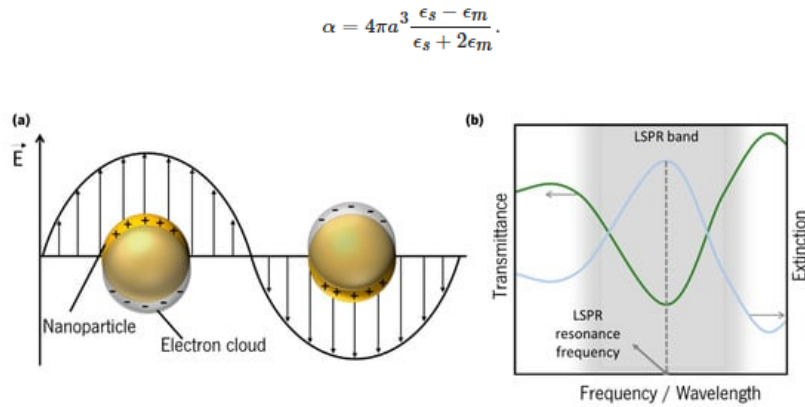 α = 4πa³ (ϵₛ − ϵₘ) / (ϵₛ + 2ϵₘ).
(a)
E⃗
Nanoparticle
Electron cloud
(b)
LSPR band
Transmittance
Extinction
LSPR
resonance
frequency
Frequency / Wavelength